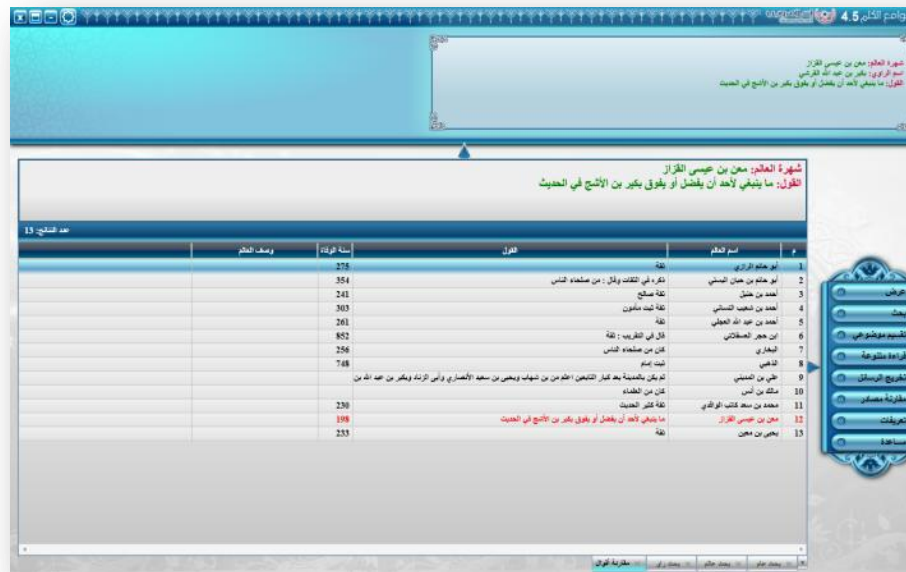 جوامع الكلم 4.5
شهرة العالم: معن بن عيسى القزاز
اسم الراوي: بكير بن عبد الله القرشي
القول: ما ينبغي لأحد أن يفضل أو يفوق بكير بن الأشج في الحديث
شهرة العالم: معن بن عيسى القزاز
القول: ما ينبغي لأحد أن يفضل أو يفوق بكير بن الأشج في الحديث
عدد النتائج: 13
م اسم العالم القول سنة الوفاة وصف العالم
1 أبو حاتم الرازي ثقة 275
2 أبو حاتم بن حبان البستي ذكره في الثقات وقال : من صلحاء الناس 354
3 أحمد بن حنبل ثقة صالح 241
4 أحمد بن شعيب النسائي ثقة ثبت مأمون 303
5 أحمد بن عبد الله العجلي ثقة 261
6 ابن حجر العسقلاني قال في التقريب : ثقة 852
7 البخاري كان من صلحاء الناس 256
8 الذهبي ثبت إمام 748
9 علي بن المديني لم يكن بالمدينة بعد كبار التابعين اعلم من بن شهاب ويحيى بن سعيد الأنصاري وأبي الزناد وبكير بن عبد الله بن
10 مالك بن أنس كان من العلماء
11 محمد بن سعد كاتب الواقدي ثقة كثير الحديث 230
12 معن بن عيسى القزاز ما ينبغي لأحد أن يفضل أو يفوق بكير بن الأشج في الحديث 198
13 يحيى بن معين ثقة 233
عرض
بحث
تقسيم موضوعي
قراءة متنوعة
تخريج الرسائل
مقارنة مصادر
تعريفات
مساعدة
بحث عام بحث عالم بحث راو مقارنة أقوال